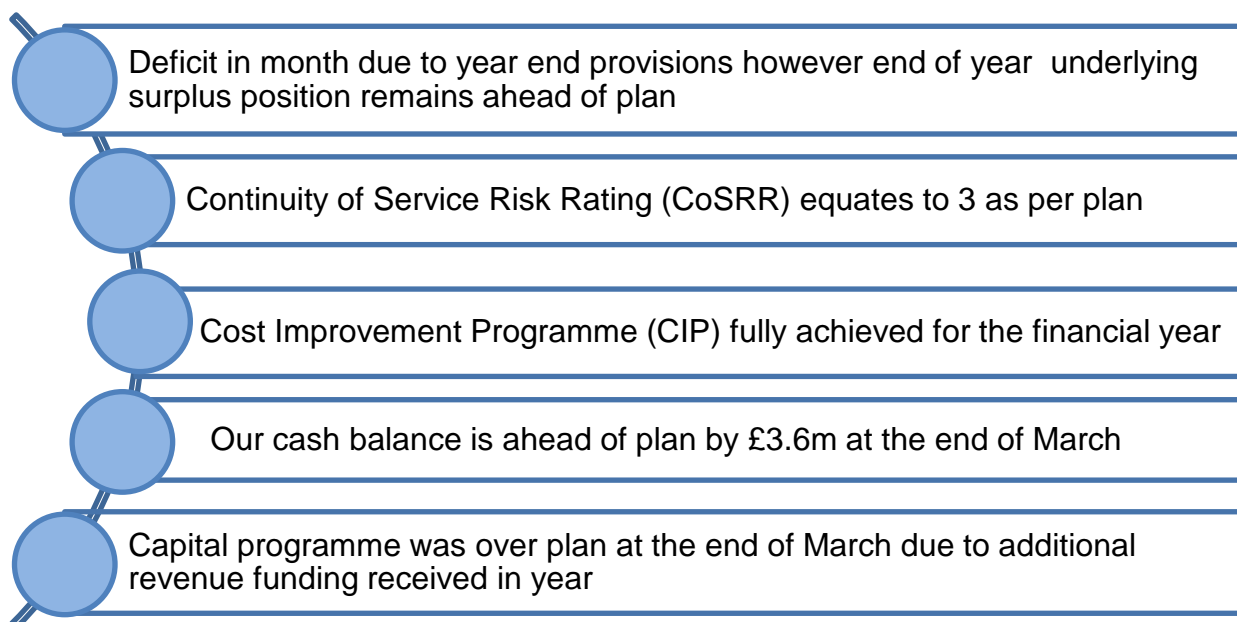 Deficit in month due to year end provisions however end of year  underlying
surplus position remains ahead of plan
Continuity of Service Risk Rating (CoSRR) equates to 3 as per plan
Cost Improvement Programme (CIP) fully achieved for the financial year
Our cash balance is ahead of plan by £3.6m at the end of March
Capital programme was over plan at the end of March due to additional
revenue funding received in year